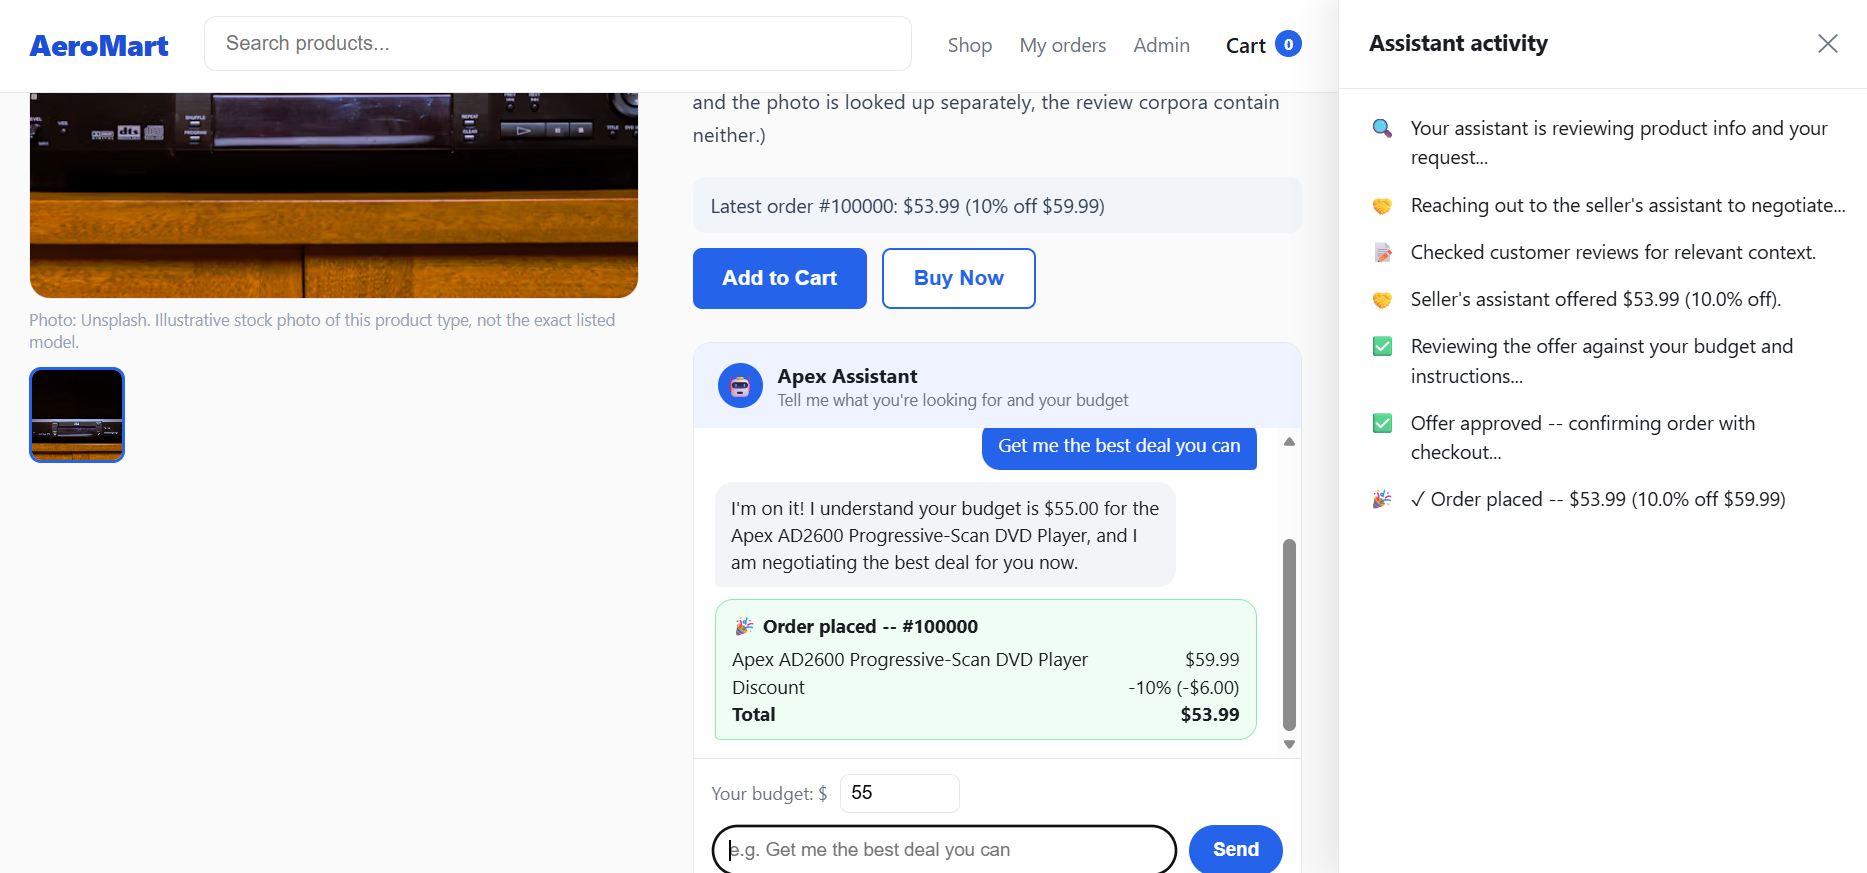 AeroMart
Search products...
Shop
My orders
Admin
Cart
0
and the photo is looked up separately, the review corpora contain
neither.)
Latest order #100000: $53.99 (10% off $59.99)
Add to Cart
Buy Now
Photo: Unsplash. Illustrative stock photo of this product type, not the exact listed
model.
Apex Assistant
Tell me what you're looking for and your budget
Get me the best deal you can
I'm on it! I understand your budget is $55.00 for the
Apex AD2600 Progressive-Scan DVD Player, and I
am negotiating the best deal for you now.
Order placed -- #100000
Apex AD2600 Progressive-Scan DVD Player $59.99
Discount -10% (-$6.00)
Total $53.99
Your budget: $ 55
e.g. Get me the best deal you can
Send
Assistant activity
Your assistant is reviewing product info and your
request...
Reaching out to the seller's assistant to negotiate...
Checked customer reviews for relevant context.
Seller's assistant offered $53.99 (10.0% off).
Reviewing the offer against your budget and
instructions...
Offer approved -- confirming order with
checkout...
✓ Order placed -- $53.99 (10.0% off $59.99)